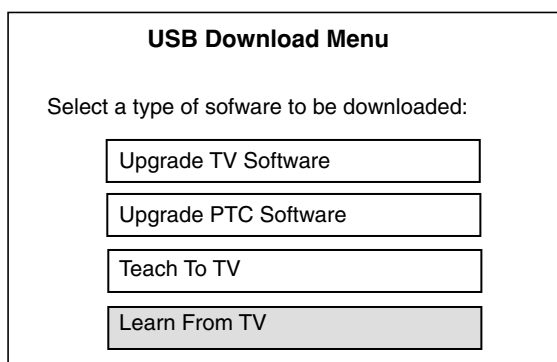 USB Download Menu
Select a type of sofware to be downloaded:
Upgrade TV Software
Upgrade PTC Software
Teach To TV
Learn From TV